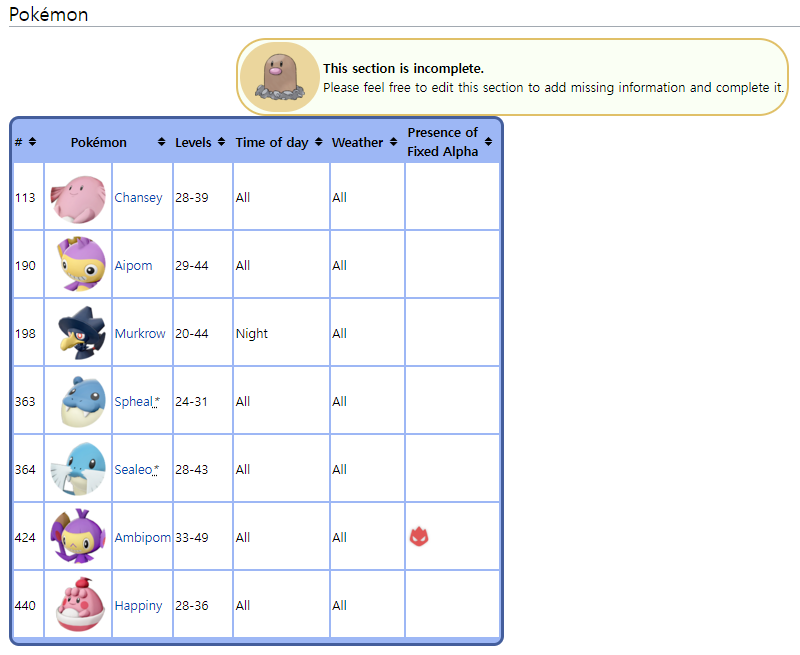 Pokémon
This section is incomplete.
Please feel free to edit this section to add missing information and complete it.
# Pokémon Levels Time of day Weather Presence of
Fixed Alpha
113 Chansey 28-39 All All
190 Aipom 29-44 All All
198 Murkrow 20-44 Night All
363 Spheal* 24-31 All All
364 Sealeo* 28-43 All All
424 Ambipom 33-49 All All
440 Happiny 28-36 All All